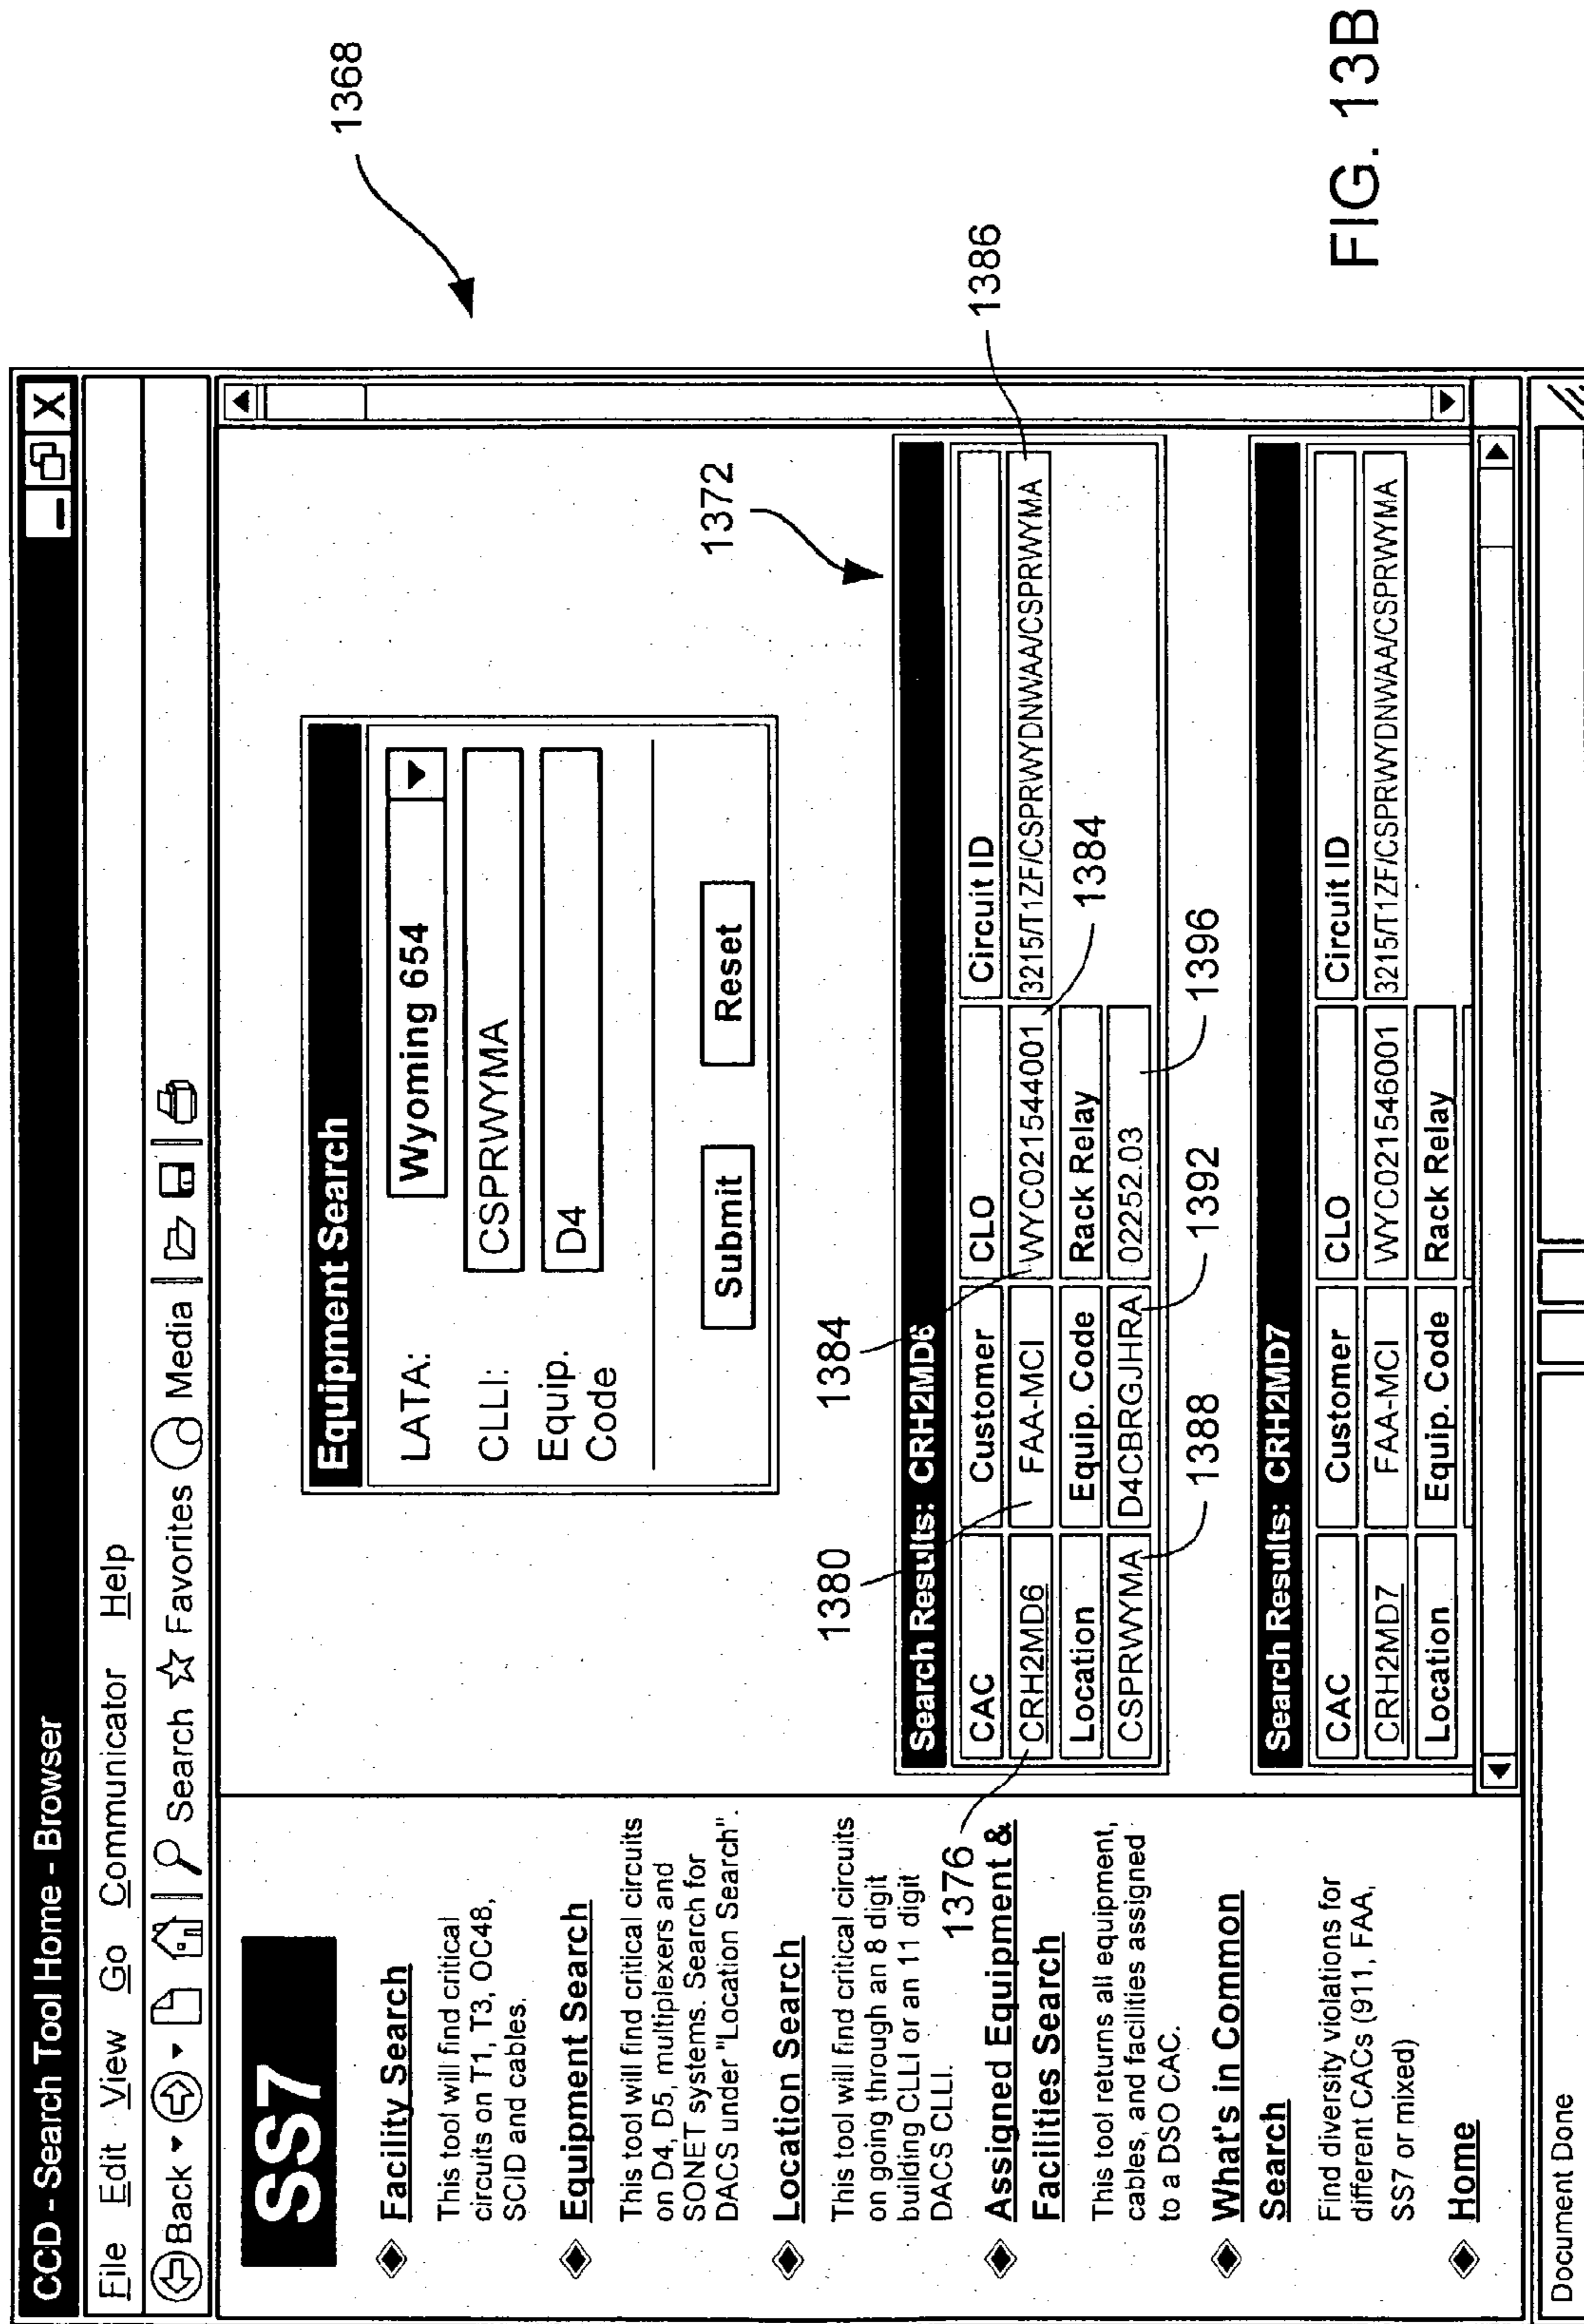 CCD - Search Tool Home - Browser
File Edit View Go Communicator Help
Back Search Favorites Media
SS7
Facility Search
This tool will find critical
circuits on T1, T3, OC48,
SCID and cables.
Equipment Search
This tool will find critical circuits
on D4, D5, multiplexers and
SONET systems. Search for
DACS under "Location Search".
Location Search
This tool will find critical circuits
on going through an 8 digit
building CLLI or an 11 digit
DACS CLLI.
1376
Assigned Equipment &
Facilities Search
This tool returns all equipment,
cables, and facilities assigned
to a DSO CAC.
What's in Common
Search
Find diversity violations for
different CACs (911, FAA,
SS7 or mixed)
Home
Equipment Search
LATA: Wyoming 654
CLLI: CSPRWYMA
Equip. D4
Code
Submit Reset
1368
1372
1380 1384
Search Results: CRH2MD6
CAC Customer CLO Circuit ID
CRH2MD6 FAA-MCI WYC021544001 3215/T1ZF/CSPRWYDNWAA/CSPRWYMA
1386
Location Equip. Code Rack Relay
1384
CSPRWYMA D4CBRGJHRA 02252.03
1388 1392 1396
Search Results: CRH2MD7
CAC Customer CLO Circuit ID
CRH2MD7 FAA-MCI WYC021546001 3215/T1ZF/CSPRWYDNWAA/CSPRWYMA
Location Equip. Code Rack Relay
Document Done
FIG. 13B